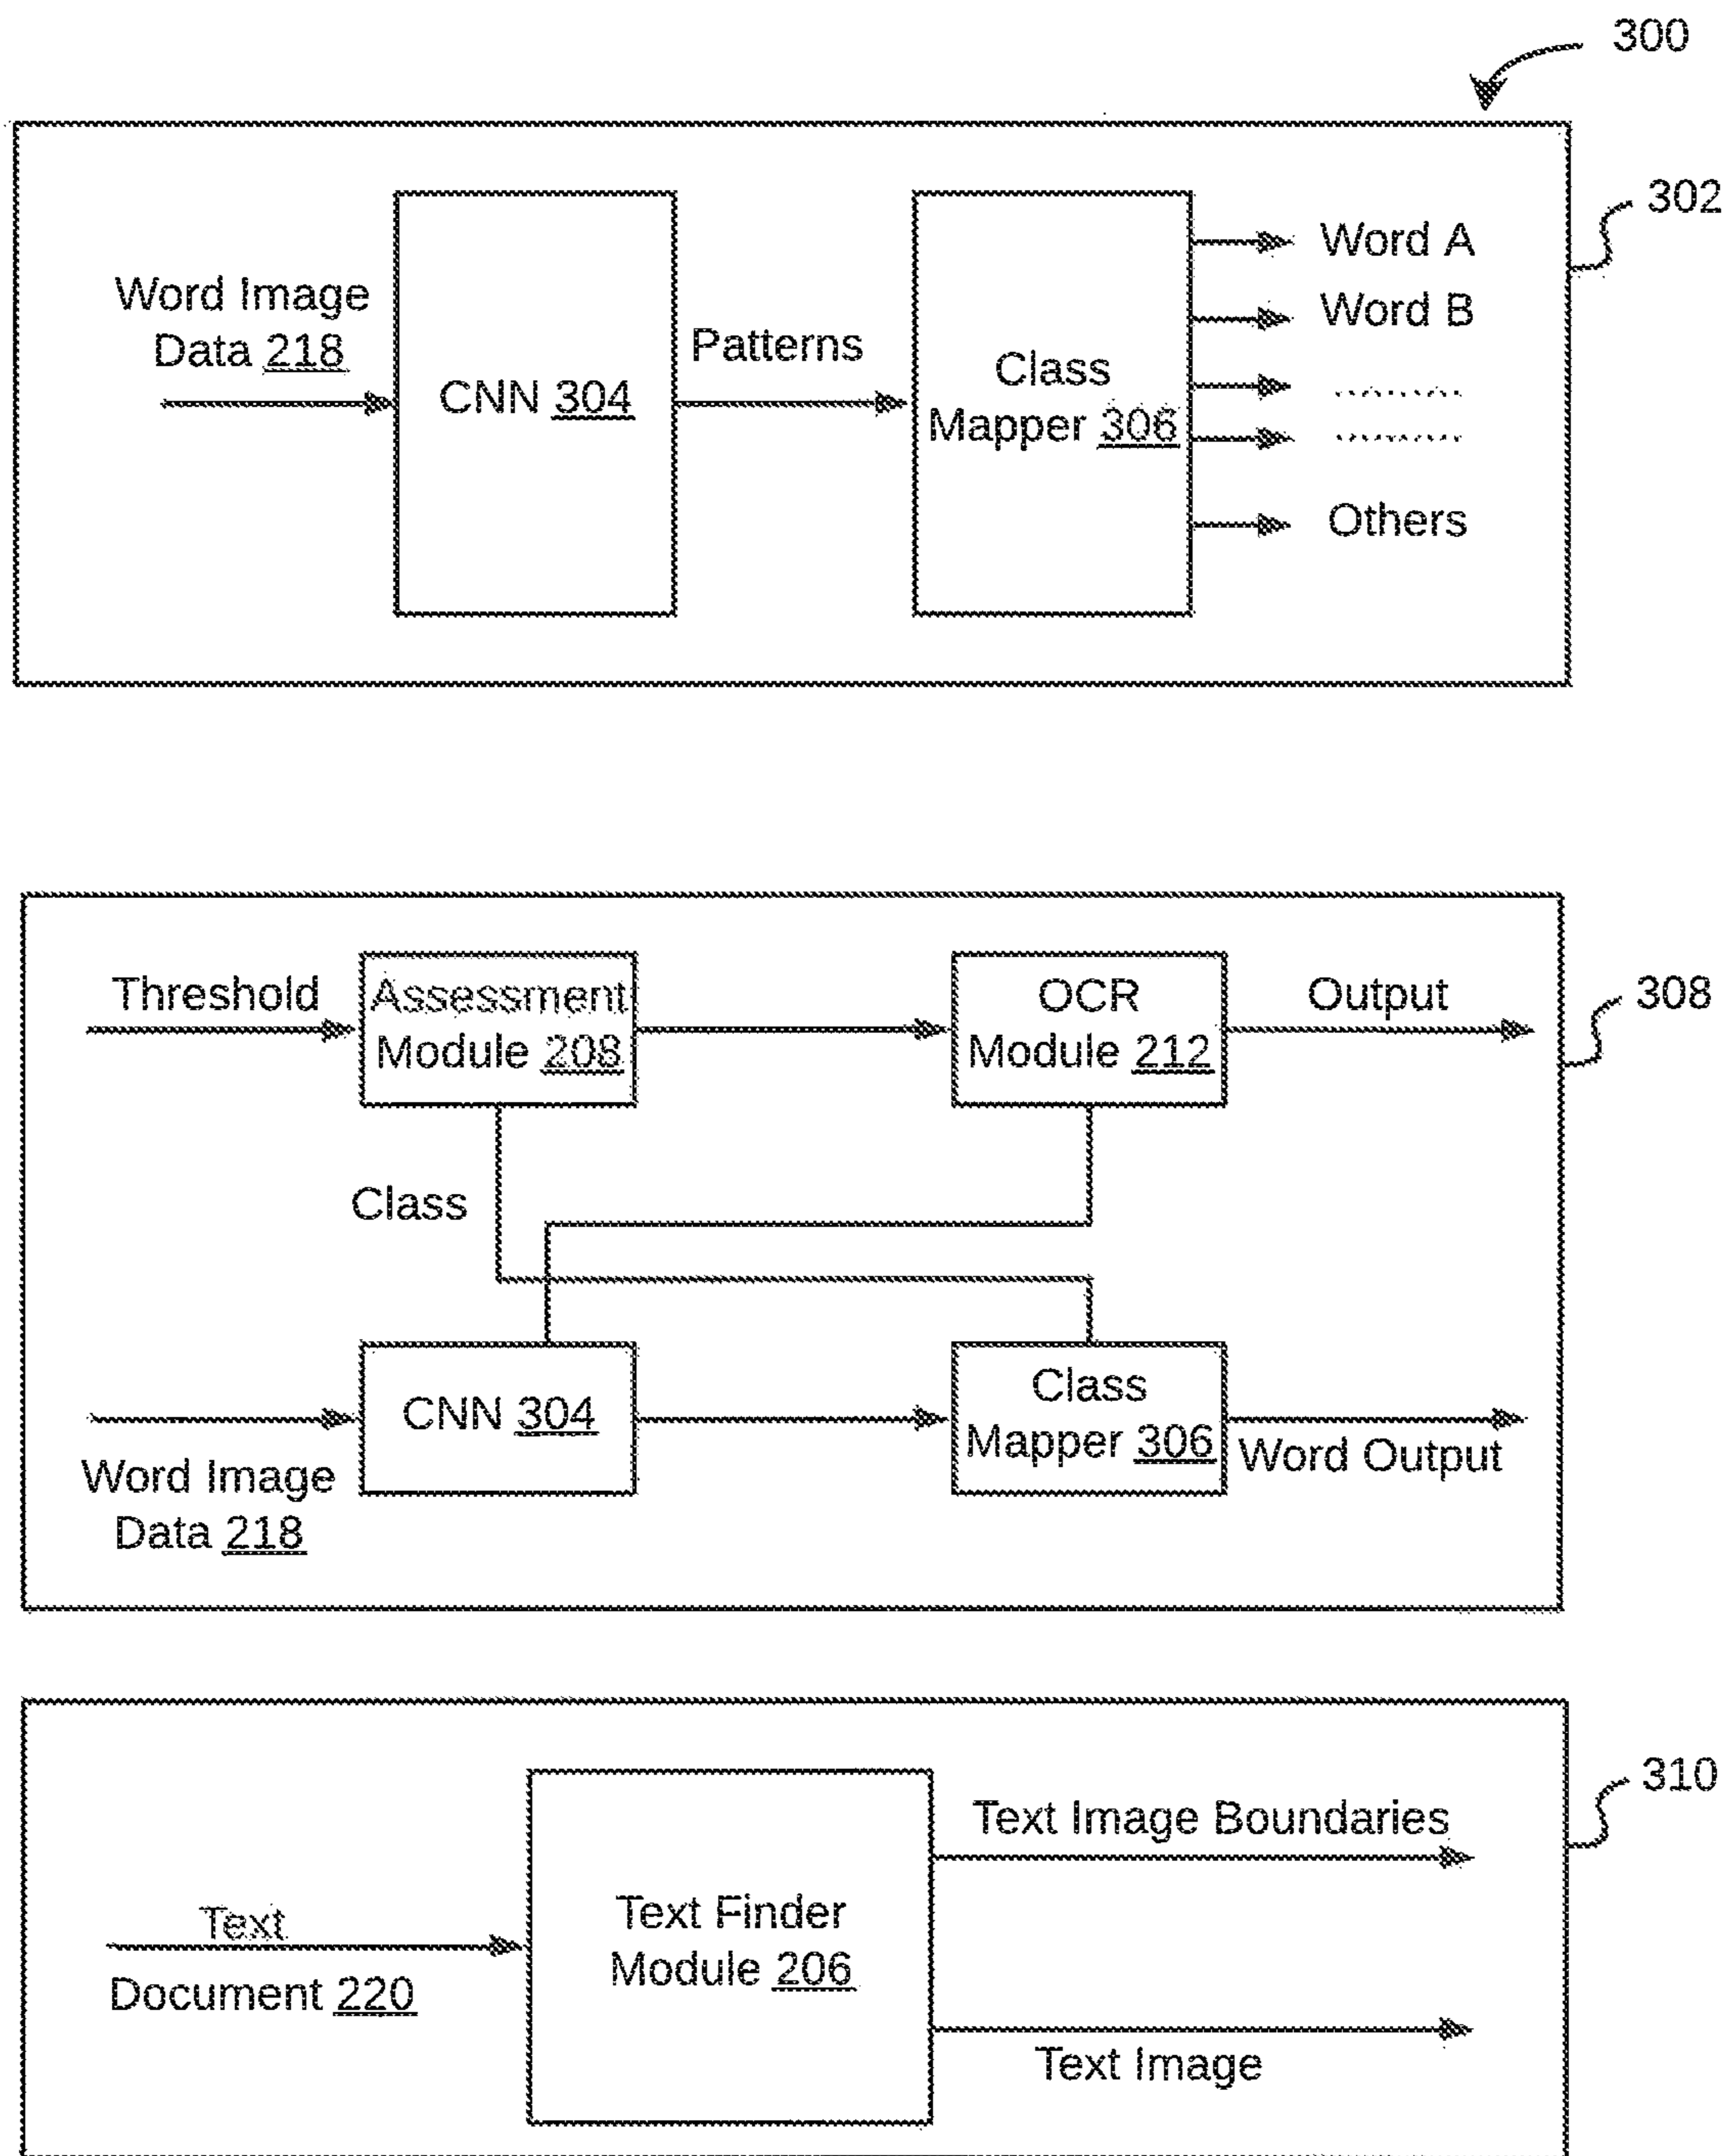 300
302
Word Image
Data 218
CNN 304
Patterns
Class
Mapper 306
Word A
Word B
Others
308
Threshold
Assessment
Module 208
OCR
Module 212
Output
Class
CNN 304
Class
Mapper 306
Word Output
Word Image
Data 218
310
Text
Document 220
Text Finder
Module 206
Text Image Boundaries
Text Image